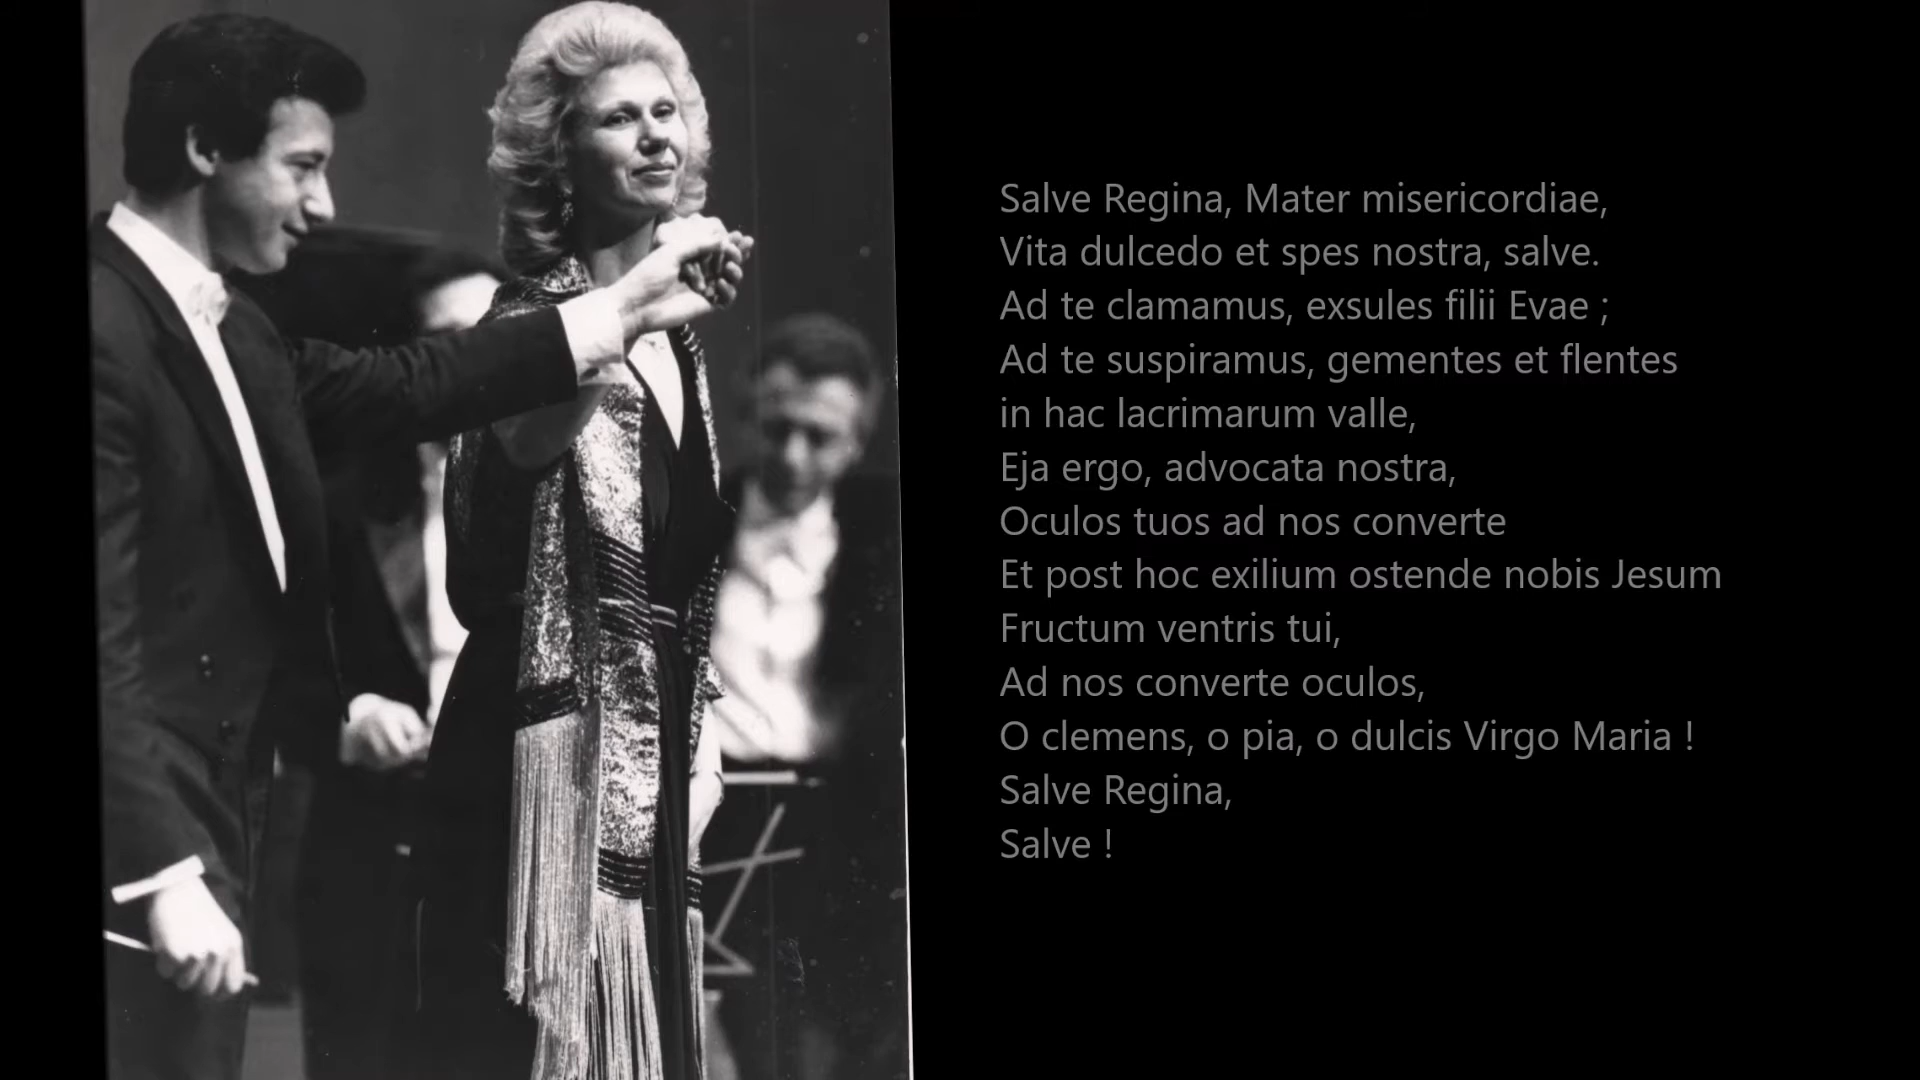 Salve Regina, Mater misericordiae,
Vita dulcedo et spes nostra, salve.
Ad te clamamus, exsules filii Evae ;
Ad te suspiramus, gementes et flentes
in hac lacrimarum valle,
Eja ergo, advocata nostra,
Oculos tuos ad nos converte
Et post hoc exilium ostende nobis Jesum
Fructum ventris tui,
Ad nos converte oculos,
O clemens, o pia, o dulcis Virgo Maria !
Salve Regina,
Salve !